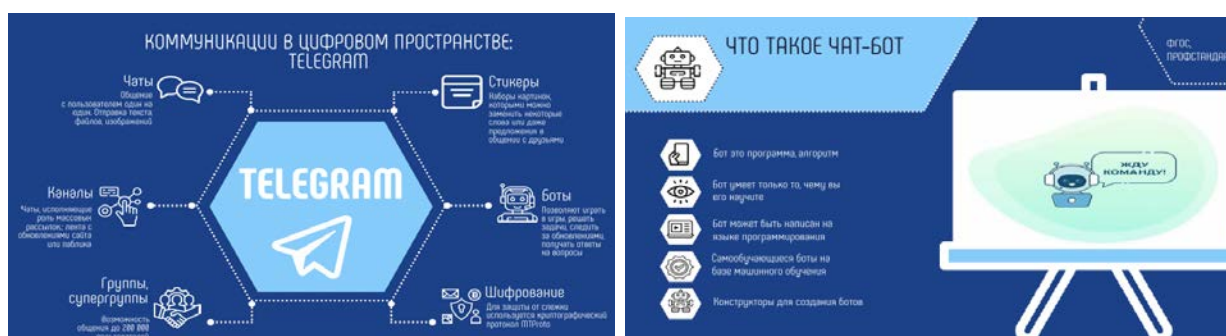 КОММУНИКАЦИИ В ЦИФРОВОМ ПРОСТРАНСТВЕ:
TELEGRAM
Чаты
Общение
с пользователем один на
один. Отправка текста
файлов, изображений
Каналы
Чаты, исполняющие
роль массовых
рассылок; лента с
обновлениями сайта
или паблика
Группы,
супергруппы
Возможность
общения до 200 000
TELEGRAM
Стикеры
Наборы картинок,
которыми можно
заменить некоторые
слова или даже
предложения в
общении с друзьями
Боты
Позволяют играть
в игры, решать
задачи, следить
за обновлениями,
получать ответы
на вопросы
Шифрование
Для защиты от слежки
используется криптографический
протокол MTProto
ЧТО ТАКОЕ ЧАТ-БОТ
Бот это программа, алгоритм
Бот умеет только то, чему вы
его научите
Бот может быть написан на
языке программирования
Самообучающиеся боты на
базе машинного обучения
Конструкторы для создания ботов
ФГОС,
ПРОФСТАНДАР
ЖДУ
КОМАНДУ!